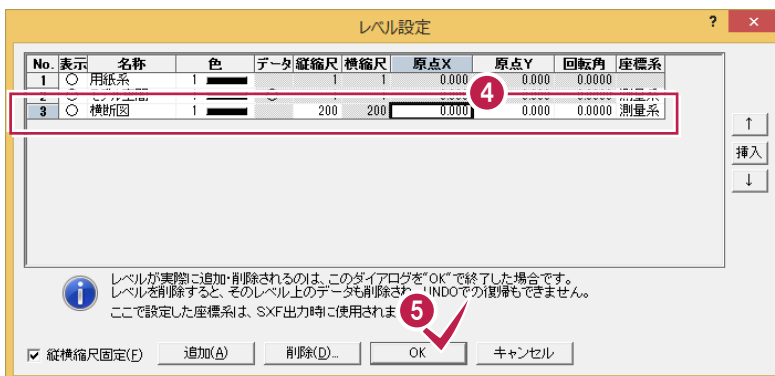 レベル設定 ? ×
No. 表示 名称 色 データ 縦縮尺 横縮尺 原点X 原点Y 回転角 座標系
1 ○ 用紙系 1 1 1 0.000 0.000 0.0000
3 ○ 横断図 1 200 200 0.000 0.000 0.0000 測量系
4
↑
挿入
↓
レベルが実際に追加・削除されるのは、このダイアログを"OK"で終了した場合です。
レベルを削除すると、そのレベル上のデータも削除され UNDOでの復帰もできません。
ここで設定した座標系は、SXF出力時に使用されま
5
縦横縮尺固定(F) 追加(A) 削除(D)... OK キャンセル